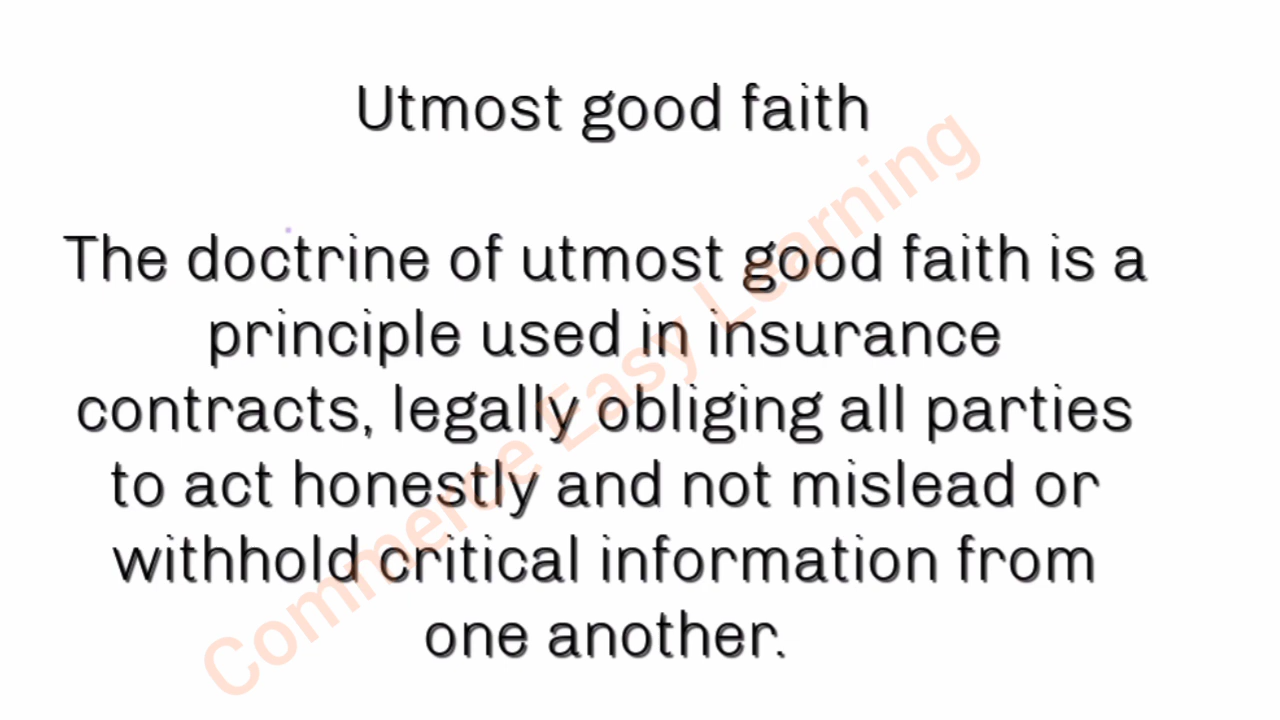 Utmost good faith
The doctrine of utmost good faith is a
principle used in insurance
contracts, legally obliging all parties
to act honestly and not mislead or
withhold critical information from
one another.
Commerce Easy Learning